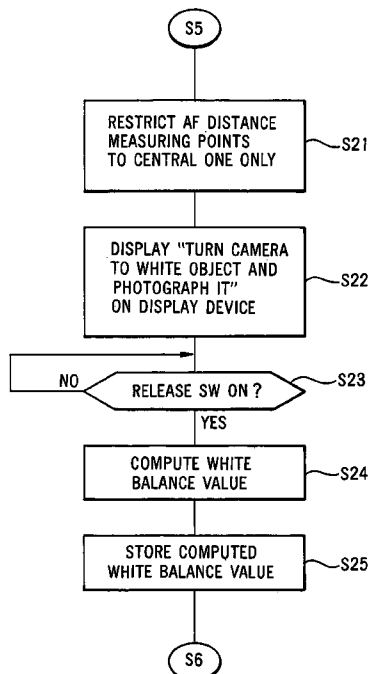 S5
RESTRICT AF DISTANCE
MEASURING POINTS
TO CENTRAL ONE ONLY
S21
DISPLAY "TURN CAMERA
TO WHITE OBJECT AND
PHOTOGRAPH IT"
ON DISPLAY DEVICE
S22
NO
RELEASE SW ON ?
S23
YES
COMPUTE WHITE
BALANCE VALUE
S24
STORE COMPUTED
WHITE BALANCE VALUE
S25
S6